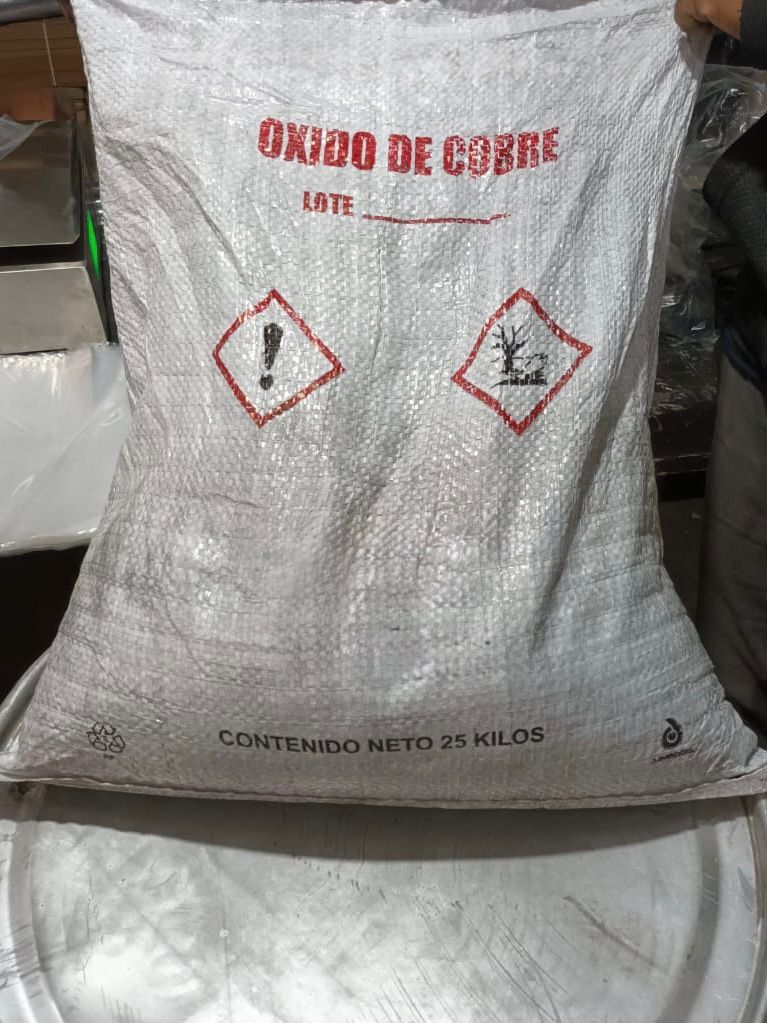 OXIDO DE COBRE
LOTE
CONTENIDO NETO 25 KILOS